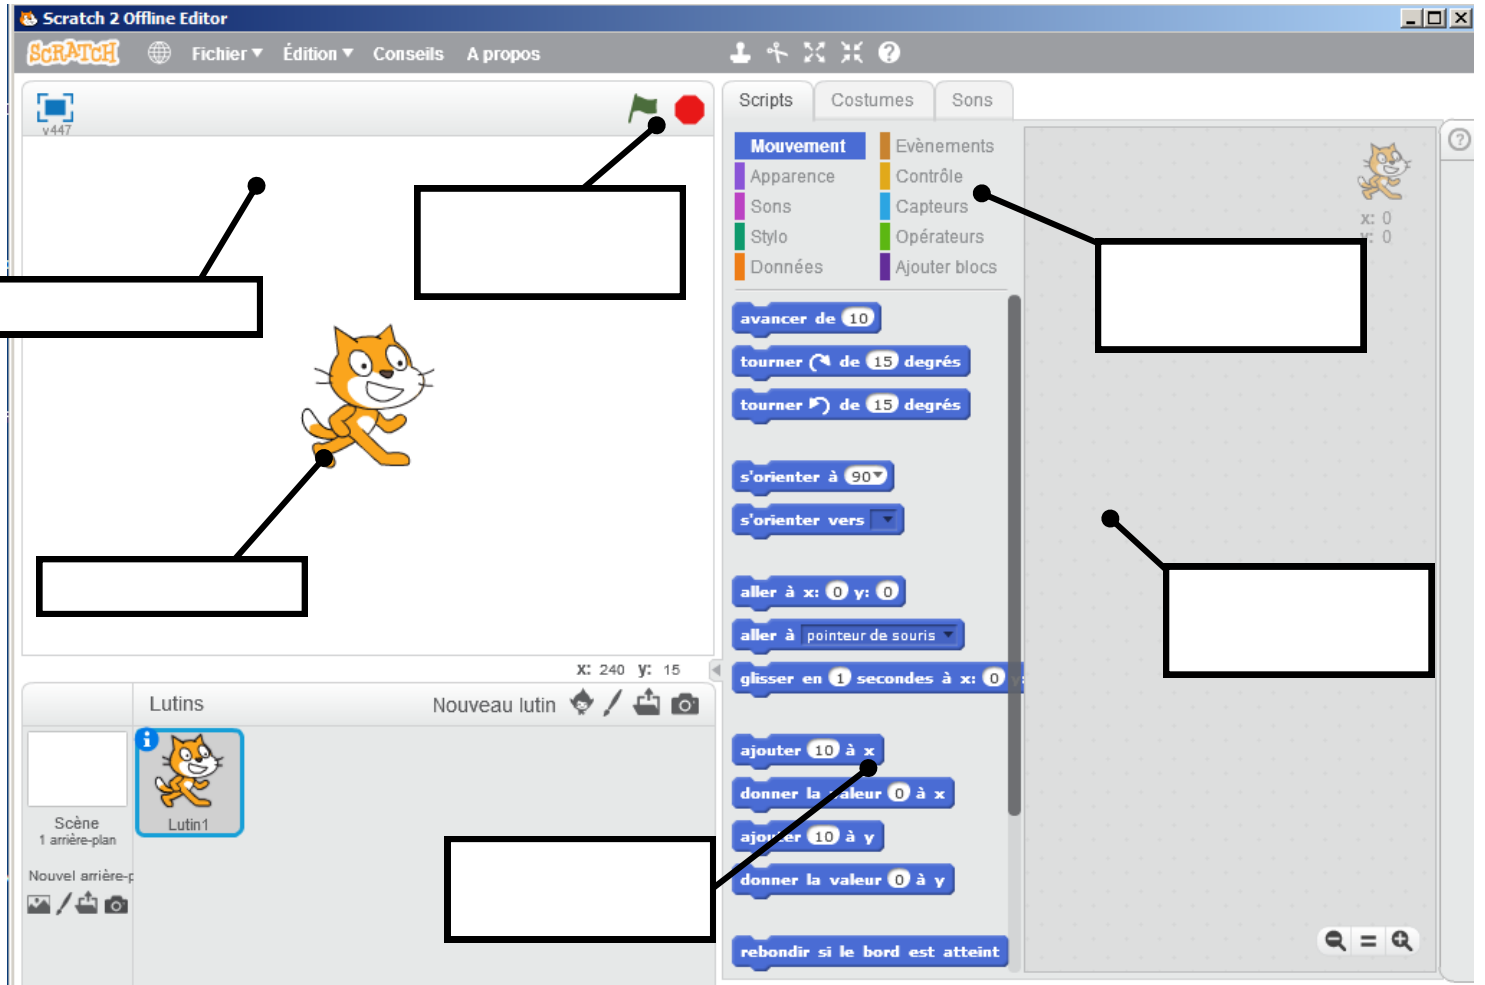 Scratch 2 Offline Editor
SCRATCH Fichier Édition Conseils A propos
v447
Scripts Costumes Sons
Mouvement Evènements
Apparence Contrôle
Sons Capteurs
Stylo Opérateurs
Données Ajouter blocs
x: 0
y: 0
avancer de 10
tourner de 15 degrés
tourner de 15 degrés
s'orienter à 90
s'orienter vers
aller à x: 0 y: 0
aller à pointeur de souris
glisser en 1 secondes à x: 0 y:
ajouter 10 à x
donner la valeur 0 à x
ajouter 10 à y
donner la valeur 0 à y
rebondir si le bord est atteint
X: 240 y: 15
Lutins Nouveau lutin
Scène
1 arrière-plan
Nouvel arrière-p
Lutin1